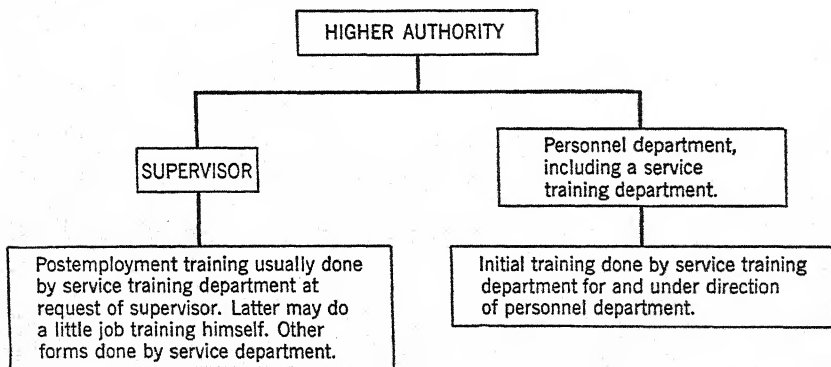 HIGHER AUTHORITY
SUPERVISOR
Personnel department,
including a service
training department.
Postemployment training usually done
by service training department at
request of supervisor. Latter may do
a little job training himself. Other
forms done by service department.
Initial training done by service training
department for and under direction
of personnel department.